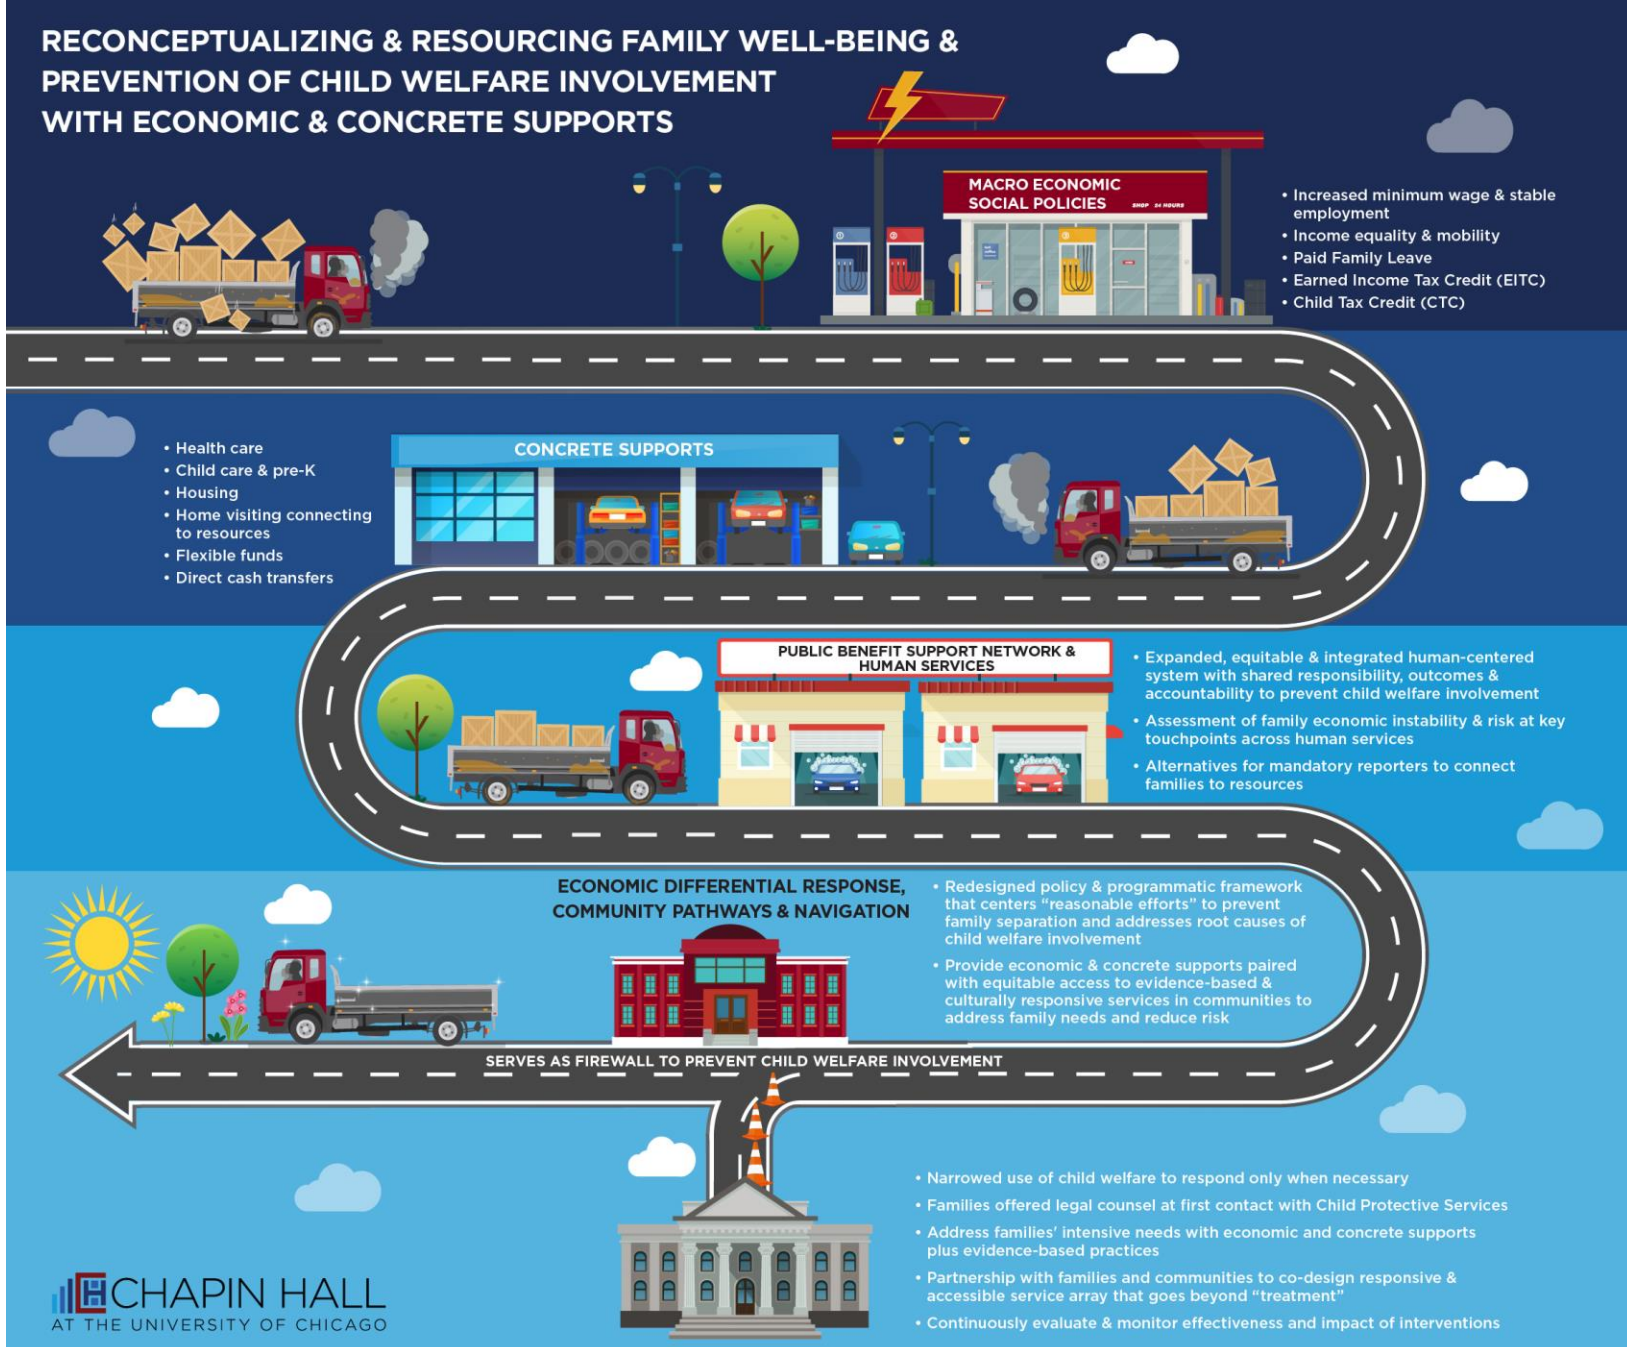 RECONCEPTUALIZING & RESOURCING FAMILY WELL-BEING &
PREVENTION OF CHILD WELFARE INVOLVEMENT
WITH ECONOMIC & CONCRETE SUPPORTS
MACRO ECONOMIC
SOCIAL POLICIES
SHOP 24 HOURS
• Increased minimum wage & stable
employment
• Income equality & mobility
• Paid Family Leave
• Earned Income Tax Credit (EITC)
• Child Tax Credit (CTC)
• Health care
• Child care & pre-K
• Housing
• Home visiting connecting
to resources
• Flexible funds
• Direct cash transfers
CONCRETE SUPPORTS
PUBLIC BENEFIT SUPPORT NETWORK &
HUMAN SERVICES
• Expanded, equitable & integrated human-centered
system with shared responsibility, outcomes &
accountability to prevent child welfare involvement
• Assessment of family economic instability & risk at key
touchpoints across human services
• Alternatives for mandatory reporters to connect
families to resources
ECONOMIC DIFFERENTIAL RESPONSE,
COMMUNITY PATHWAYS & NAVIGATION
• Redesigned policy & programmatic framework
that centers “reasonable efforts” to prevent
family separation and addresses root causes of
child welfare involvement
• Provide economic & concrete supports paired
with equitable access to evidence-based &
culturally responsive services in communities to
address family needs and reduce risk
SERVES AS FIREWALL TO PREVENT CHILD WELFARE INVOLVEMENT
• Narrowed use of child welfare to respond only when necessary
• Families offered legal counsel at first contact with Child Protective Services
• Address families' intensive needs with economic and concrete supports
plus evidence-based practices
• Partnership with families and communities to co-design responsive &
accessible service array that goes beyond “treatment”
• Continuously evaluate & monitor effectiveness and impact of interventions
CHAPIN HALL
AT THE UNIVERSITY OF CHICAGO